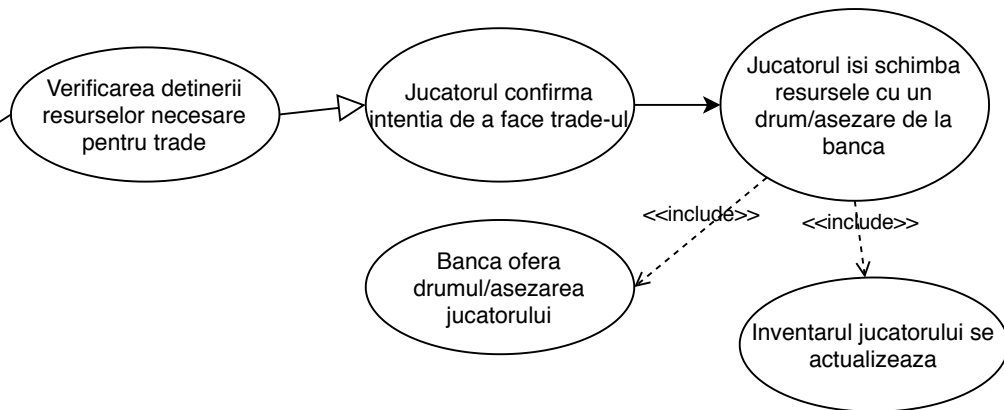 Verificarea detinerii
resurselor necesare
pentru trade
Jucatorul confirma
intentia de a face trade-ul
Jucatorul isi schimba
resursele cu un
drum/asezare de la
banca
<<include>>
<<include>>
Banca ofera
drumul/asezarea
jucatorului
Inventarul jucatorului se
actualizeaza